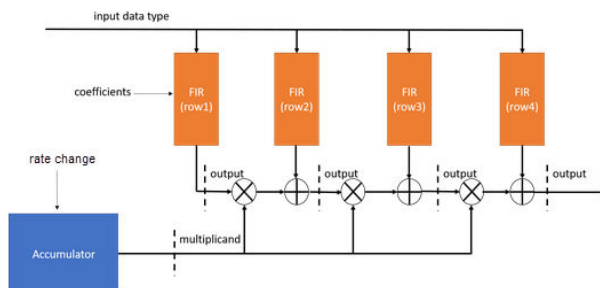 input data type
coefficients
FIR
(row1)
FIR
(row2)
FIR
(row3)
FIR
(row4)
rate change
output
output
output
output
Accumulator
multiplicand